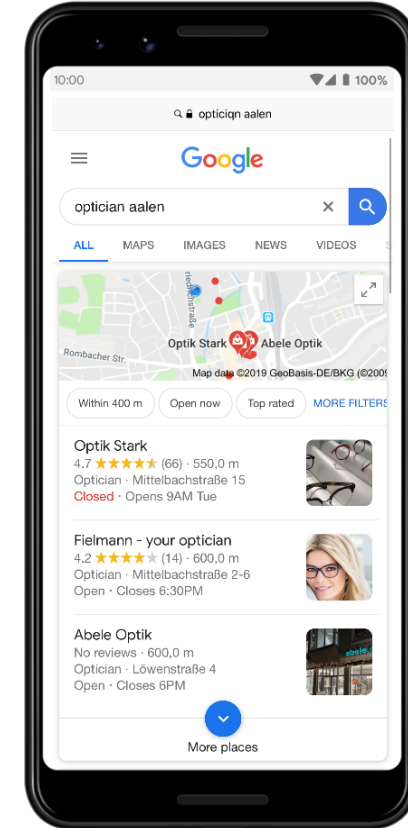 10:00 100%
opticiqn aalen
Google
optician aalen
ALL MAPS IMAGES NEWS VIDEOS S
riedrichstraße
Optik Stark Abele Optik
Rombacher Str.
Map data ©2019 GeoBasis-DE/BKG (©2009
Within 400 m Open now Top rated MORE FILTERS
Optik Stark
4.7 (66) · 550,0 m
Optician · Mittelbachstraße 15
Closed · Opens 9AM Tue
Fielmann - your optician
4.2 (14) · 600,0 m
Optician · Mittelbachstraße 2-6
Open · Closes 6:30PM
Abele Optik
No reviews · 600,0 m
Optician · Löwenstraße 4
Open · Closes 6PM
abele
More places